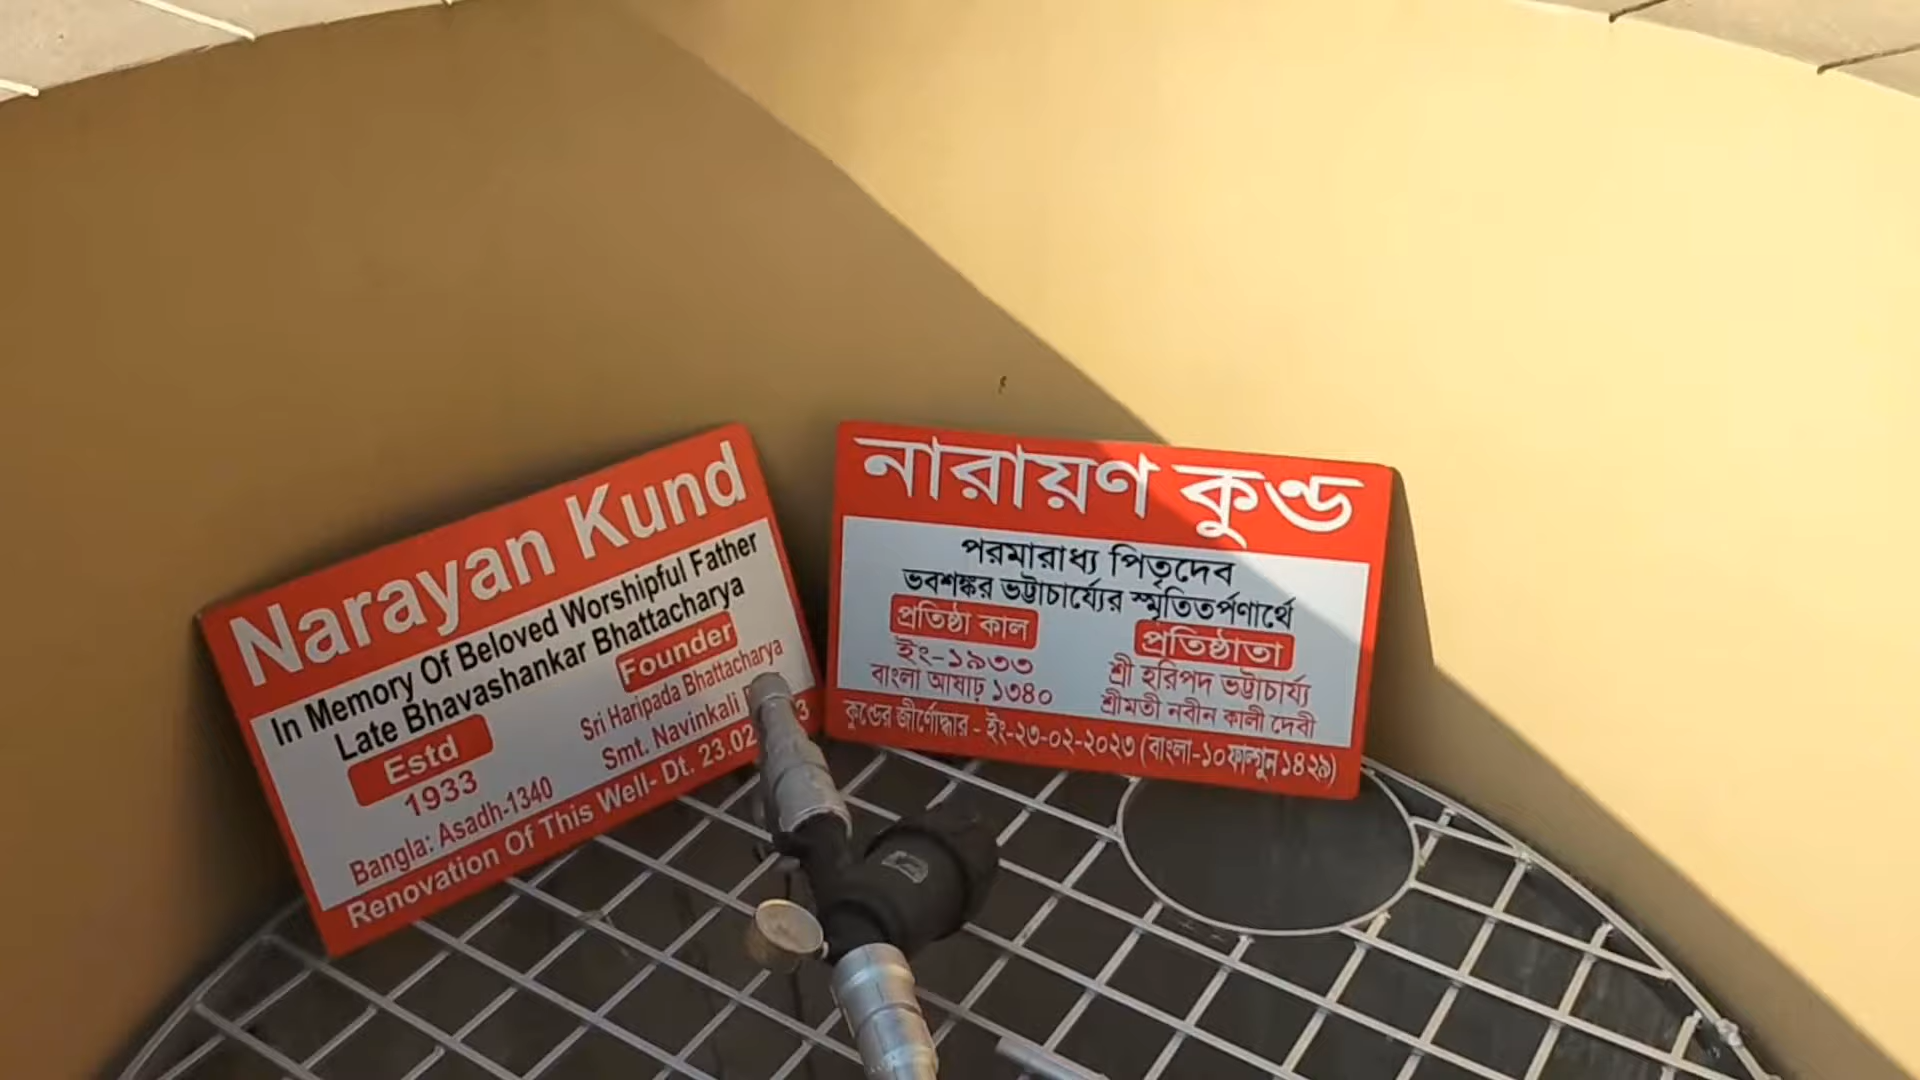 Narayan Kund
In Memory Of Beloved Worshipful Father
Late Bhavashankar Bhattacharya
Estd
1933
Bangla: Asadh-1340
Founder
Sri Haripada Bhattacharya
Smt. Navinkali
Renovation Of This Well- Dt. 23.02
নারায়ণ কুন্ড
পরমারাধ্য পিতৃদেব
ভবশঙ্কর ভট্টাচার্য্যের স্মৃতিতর্পণার্থে
প্রতিষ্ঠা কাল
ইং-১৯৩৩
বাংলা আষাঢ় ১৩৪০
প্রতিষ্ঠাতা
শ্রী হরিপদ ভট্টাচার্য্য
শ্রীমতী নবীন কালী দেবী
কুন্ডের জীর্ণোদ্ধার - ইং-২৩-০২-২০২৩ (বাংলা-১০ফাল্গুন ১৪২৯)